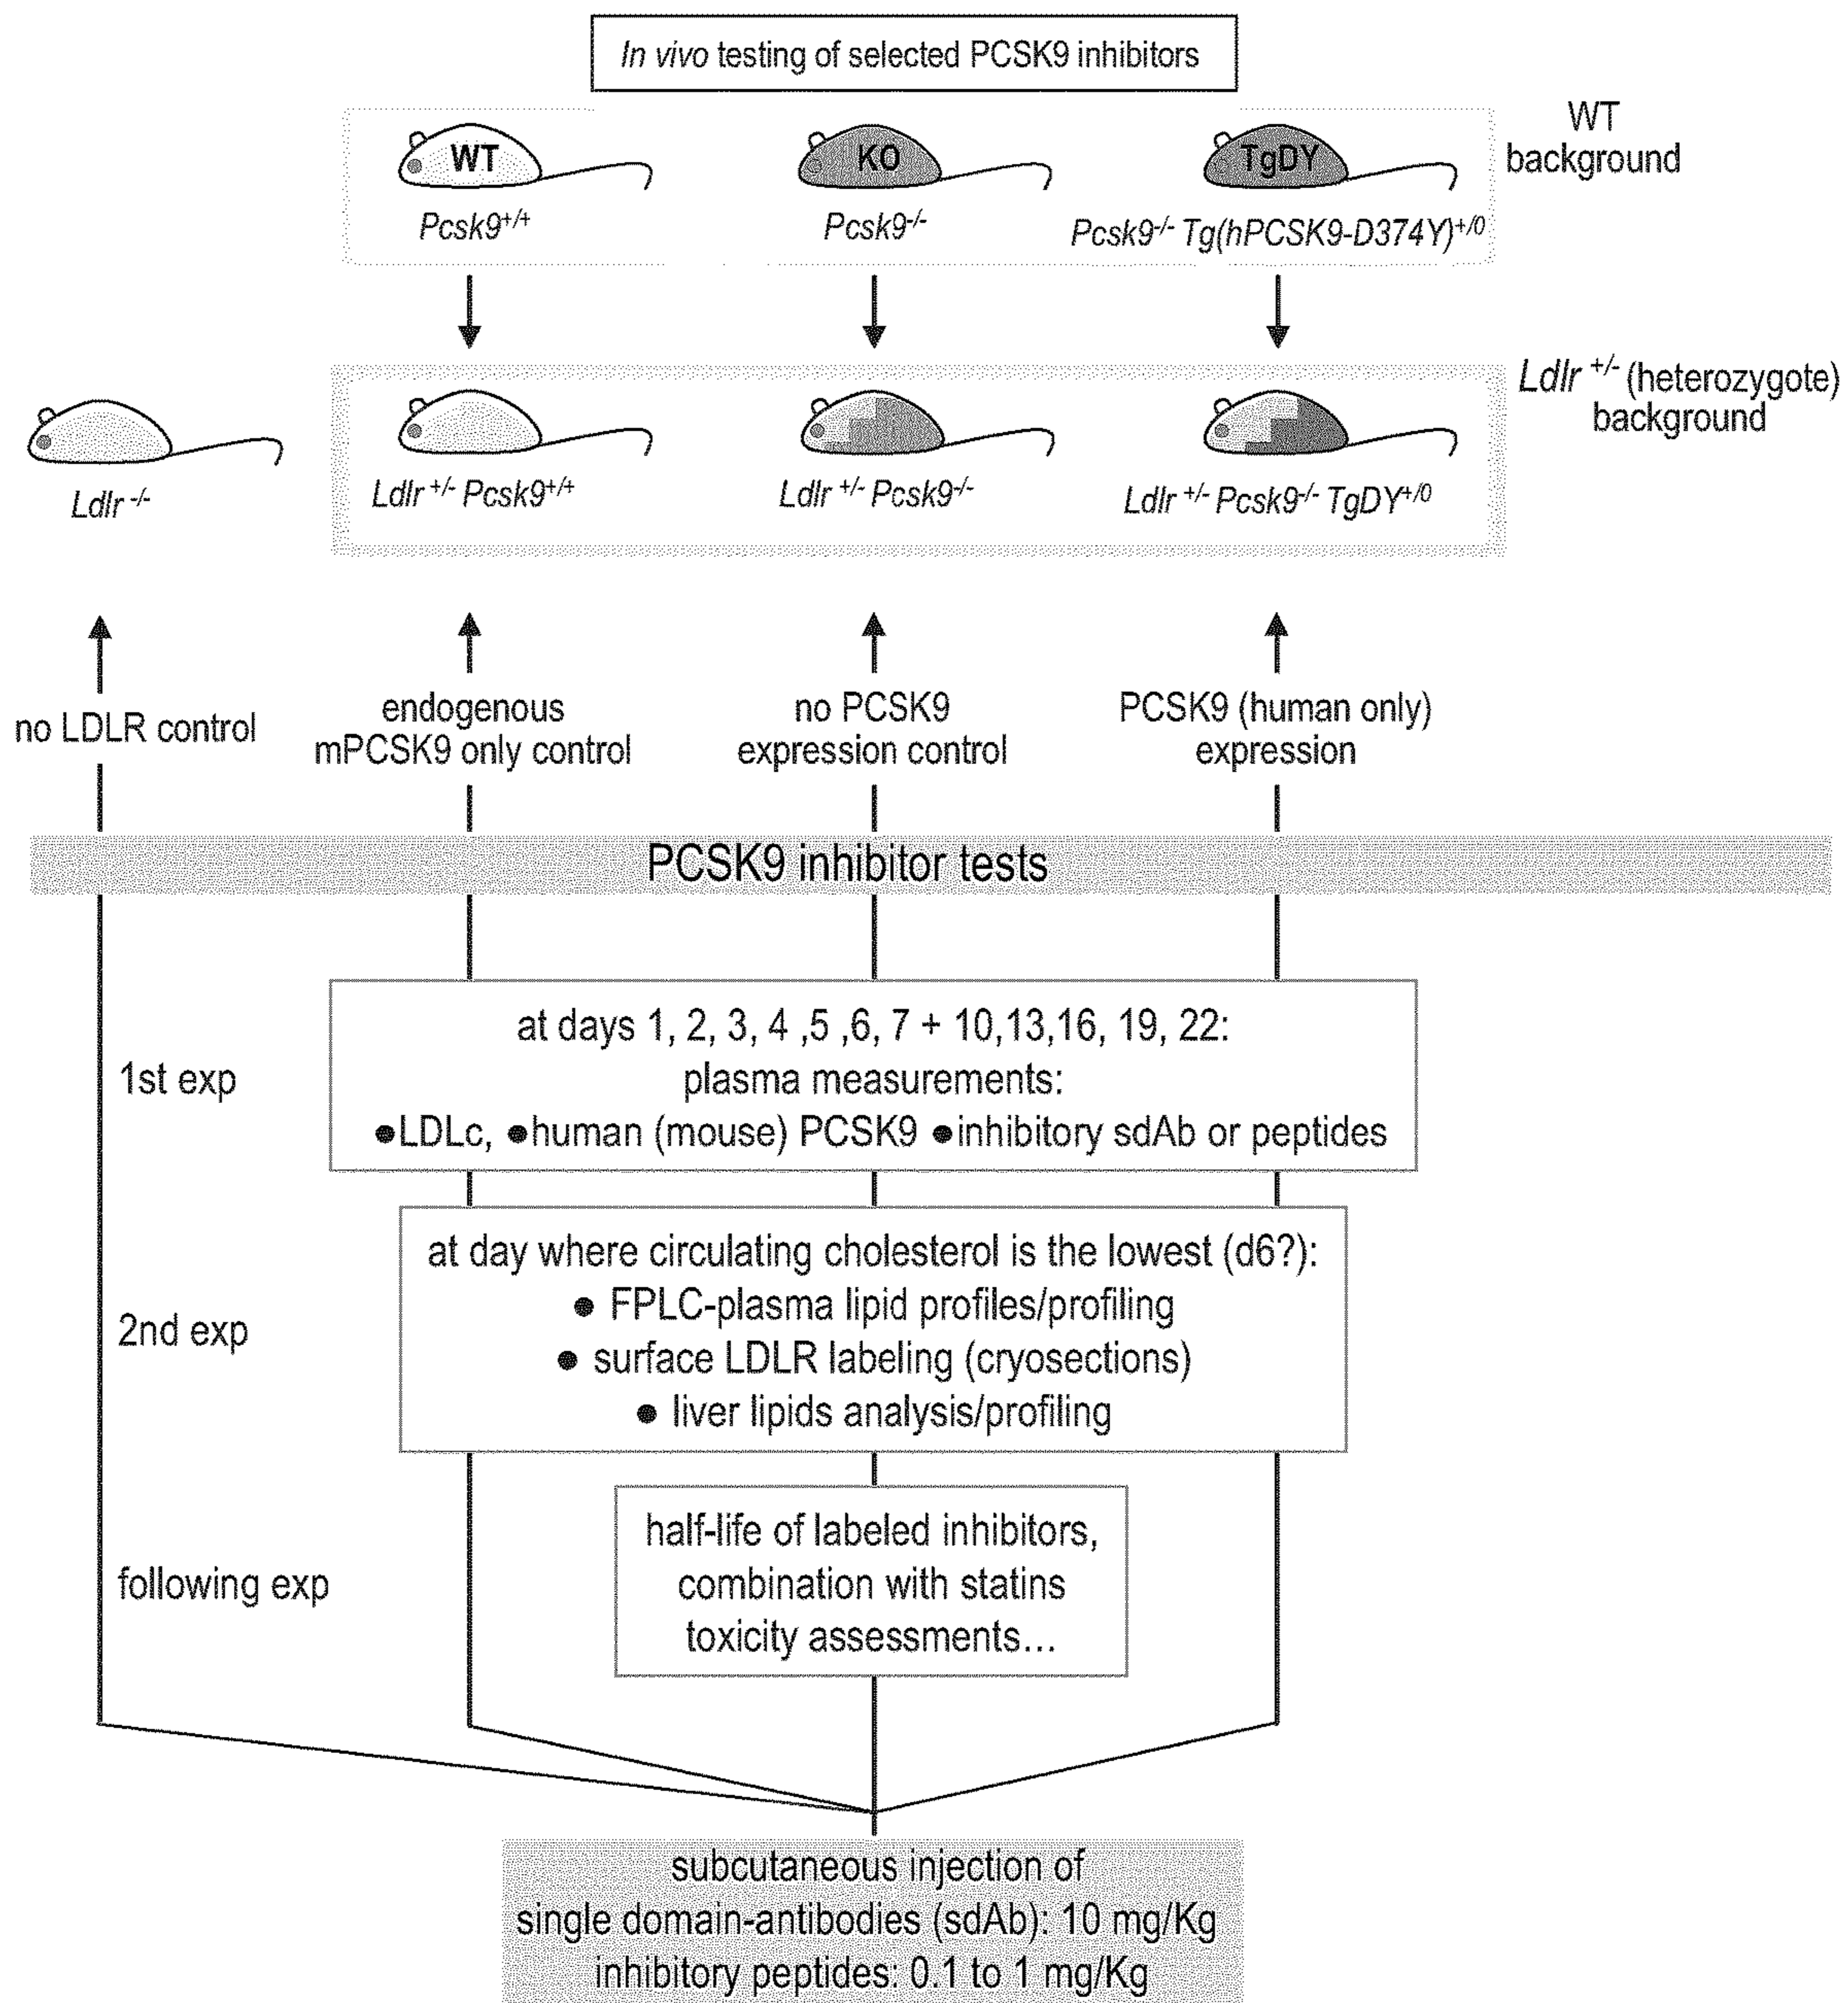 In vivo testing of selected PCSK9 inhibitors
WT
background
WT
KO
TgDY
Pcsk9+/+
Pcsk9-/-
Pcsk9-/- Tg(hPCSK9-D374Y)+/0
Ldlr +/- (heterozygote)
background
Ldlr -/-
Ldlr +/- Pcsk9+/+
Ldlr +/- Pcsk9-/-
Ldlr +/- Pcsk9-/- TgDY+/0
no LDLR control
endogenous
mPCSK9 only control
no PCSK9
expression control
PCSK9 (human only)
expression
PCSK9 inhibitor tests
1st exp
at days 1, 2, 3, 4 ,5 ,6, 7 + 10,13,16, 19, 22:
plasma measurements:
●LDLc, ●human (mouse) PCSK9 ●inhibitory sdAb or peptides
2nd exp
at day where circulating cholesterol is the lowest (d6?):
● FPLC-plasma lipid profiles/profiling
● surface LDLR labeling (cryosections)
● liver lipids analysis/profiling
following exp
half-life of labeled inhibitors,
combination with statins
toxicity assessments...
subcutaneous injection of
single domain-antibodies (sdAb): 10 mg/Kg
inhibitory peptides: 0.1 to 1 mg/Kg